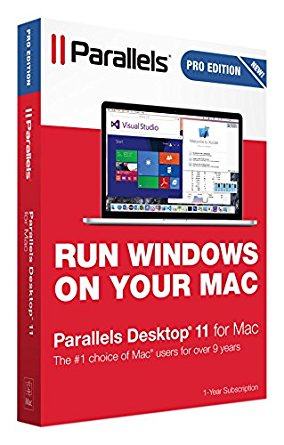 PRO EDITION
Parallels
Parallels Desktop® 11
for Mac
Parallels®
PRO EDITION
NEW!
Visual Studio
RUN WINDOWS
ON YOUR MAC
Parallels Desktop® 11 for Mac
The #1 choice of Mac® users for over 9 years
1-Year Subscription